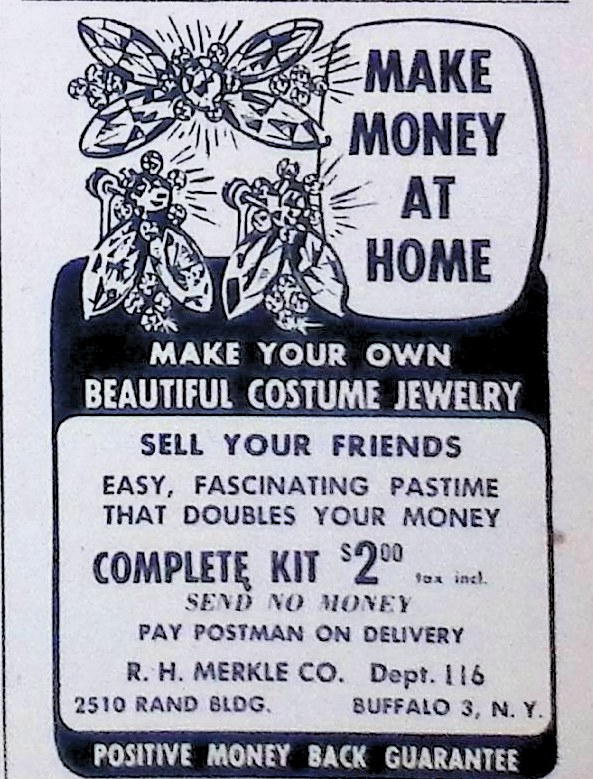 MAKE
MONEY
AT
HOME
MAKE YOUR OWN
BEAUTIFUL COSTUME JEWELRY
SELL YOUR FRIENDS
EASY, FASCINATING PASTIME
THAT DOUBLES YOUR MONEY
COMPLETE KIT $2.00 tax incl.
SEND NO MONEY
PAY POSTMAN ON DELIVERY
R. H. MERKLE CO. Dept. 116
2510 RAND BLDG. BUFFALO 3, N. Y.
POSITIVE MONEY BACK GUARANTEE